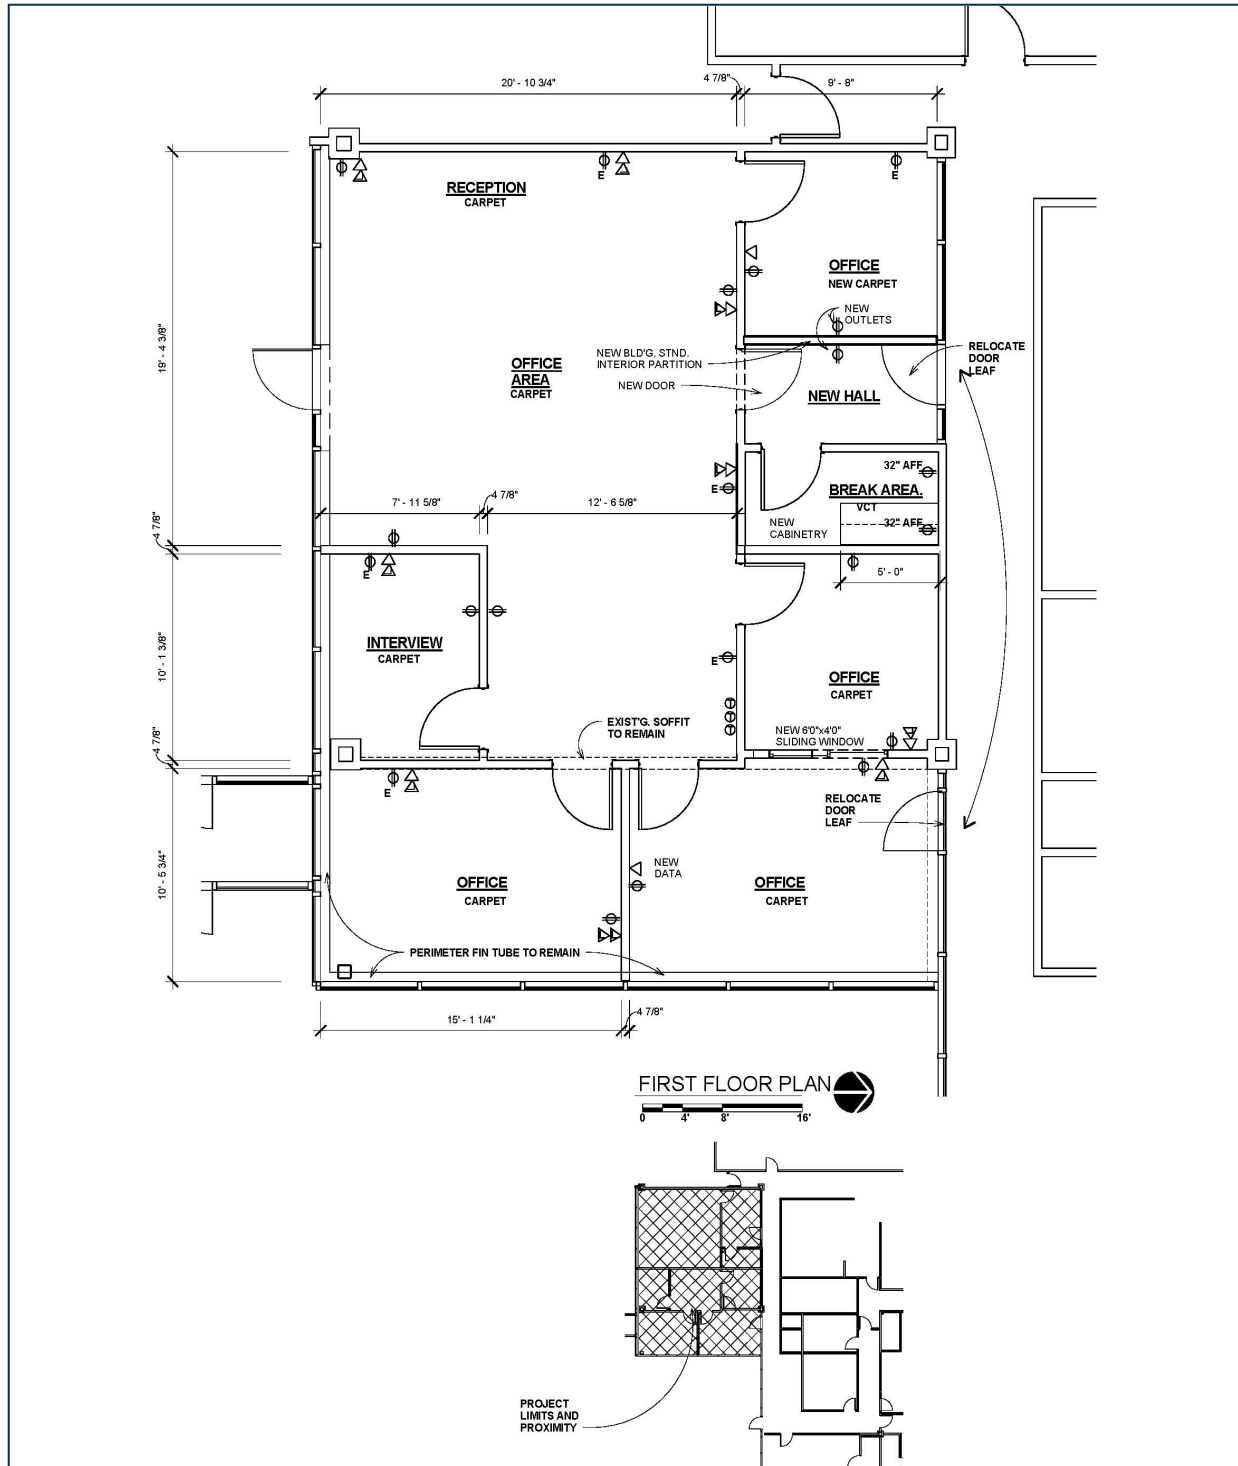 20' - 10 3/4"
4 7/8"
9' - 8"
RECEPTION
CARPET
E
E
OFFICE
NEW CARPET
NEW
OUTLETS
19' - 4 3/8"
NEW BLD'G. STND.
INTERIOR PARTITION
NEW DOOR
RELOCATE
DOOR
LEAF
OFFICE
AREA
CARPET
NEW HALL
32" AFF
E
BREAK AREA.
VCT
32" AFF
NEW
CABINETRY
7' - 11 5/8"
4 7/8"
12' - 6 5/8"
4 7/8"
E
5' - 0"
INTERVIEW
CARPET
10' - 1 3/8"
E
OFFICE
CARPET
EXIST'G. SOFFIT
TO REMAIN
NEW 6'0"x4'0"
SLIDING WINDOW
4 7/8"
E
RELOCATE
DOOR
LEAF
NEW
DATA
10' - 5 3/4"
OFFICE
CARPET
OFFICE
CARPET
PERIMETER FIN TUBE TO REMAIN
15' - 1 1/4"
4 7/8"
FIRST FLOOR PLAN
0 4' 8' 16'
PROJECT
LIMITS AND
PROXIMITY